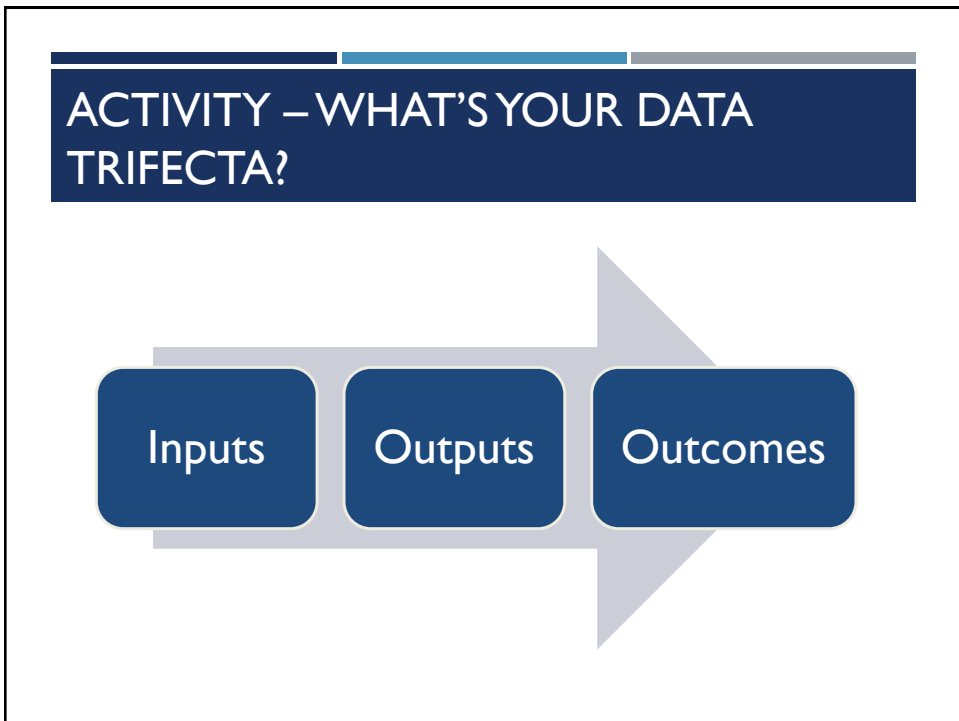 ACTIVITY – WHAT'S YOUR DATA
TRIFECTA?
Inputs
Outputs
Outcomes